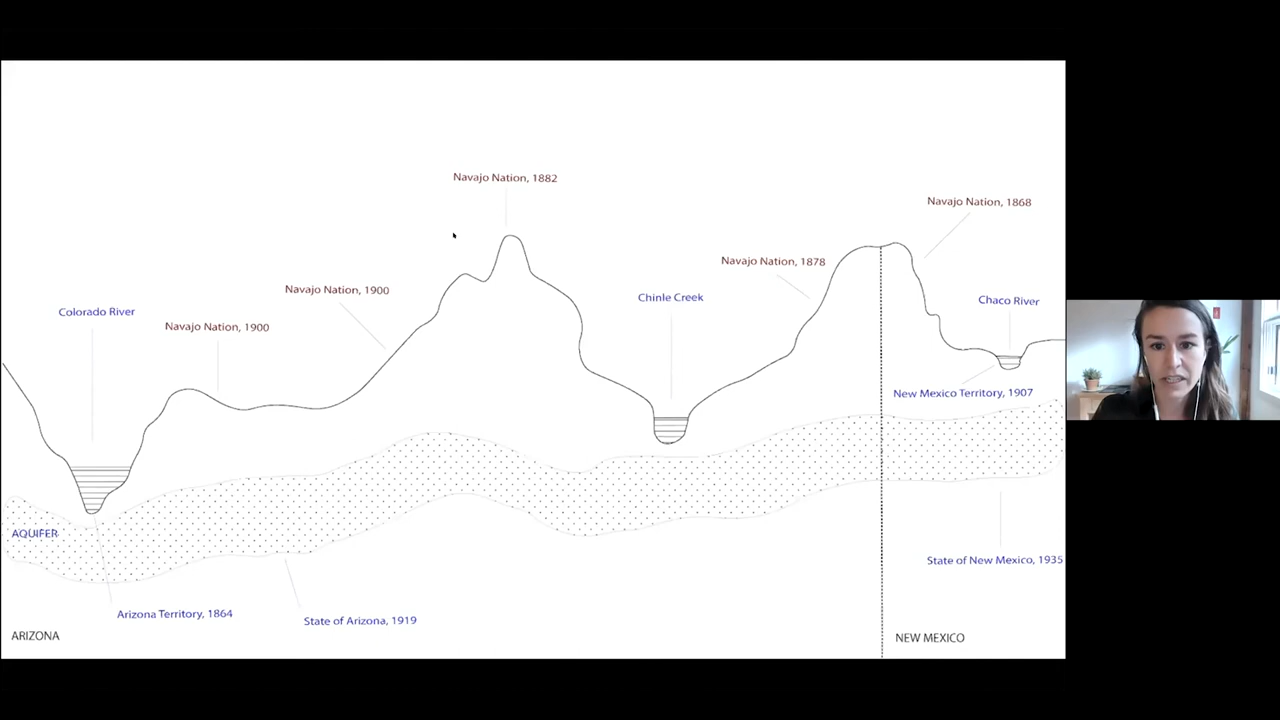 Navajo Nation, 1882
Navajo Nation, 1868
Navajo Nation, 1878
Navajo Nation, 1900
Chinle Creek
Chaco River
Colorado River
Navajo Nation, 1900
New Mexico Territory, 1907
AQUIFER
State of New Mexico, 1935
Arizona Territory, 1864
State of Arizona, 1919
ARIZONA
NEW MEXICO